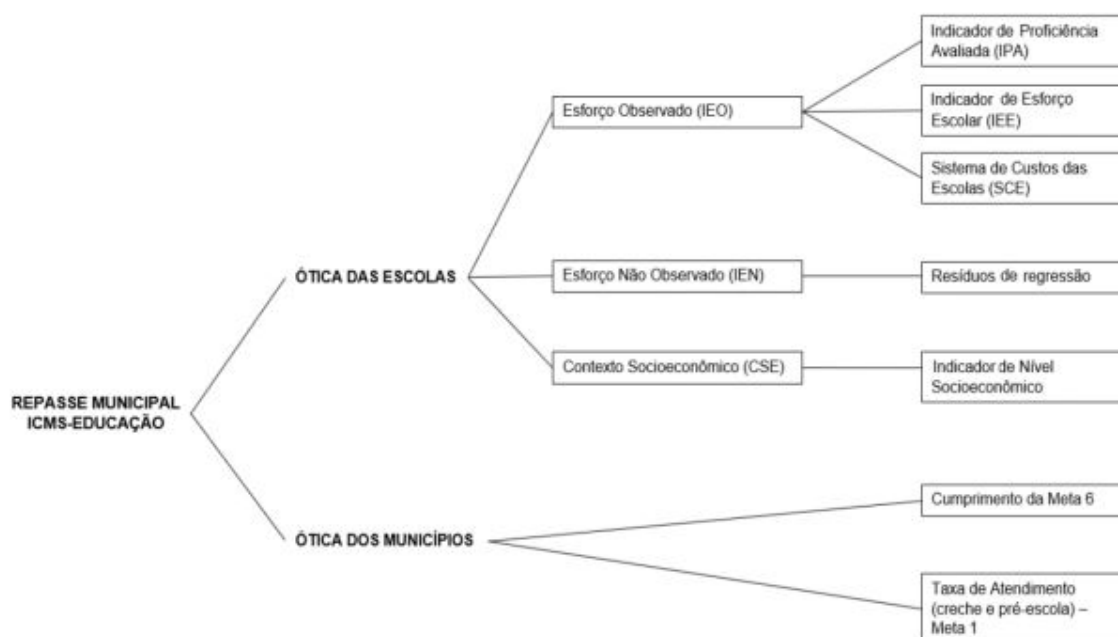 Indicador de Proficiência
Avaliada (IPA)
Esforço Observado (IEO)
Indicador de Esforço
Escolar (IEE)
Sistema de Custos das
Escolas (SCE)
ÓTICA DAS ESCOLAS
Esforço Não Observado (IEN)
Resíduos de regressão
Contexto Socioeconômico (CSE)
Indicador de Nível
Socioeconômico
REPASSE MUNICIPAL
ICMS-EDUCAÇÃO
Cumprimento da Meta 6
ÓTICA DOS MUNICÍPIOS
Taxa de Atendimento
(creche e pré-escola) –
Meta 1